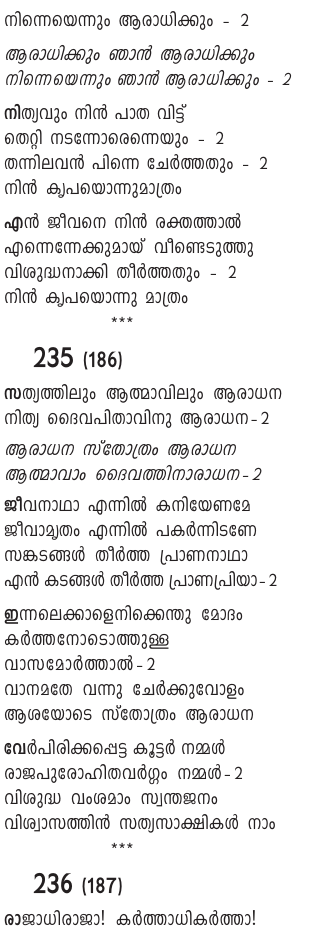 നിന്നെയെന്നും ആരാധിക്കും - 2
ആരാധിക്കും ഞാൻ ആരാധിക്കും
നിന്നെയെന്നും ഞാൻ ആരാധിക്കും - 2
നിത്യവും നിൻ പാത വിട്ട്
തെറ്റി നടന്നോരെന്നെയും - 2
തന്നിലവൻ പിന്നെ ചേർത്തതും - 2
നിൻ കൃപയൊന്നുമാത്രം
എൻ ജീവനെ നിൻ രക്തത്താൽ
എന്നെന്നേക്കുമായ് വീണ്ടെടുത്തു
വിശുദ്ധനാക്കി തീർത്തതും - 2
നിൻ കൃപയൊന്നു മാത്രം
***
235 (186)
സത്യത്തിലും ആത്മാവിലും ആരാധന
നിത്യ ദൈവപിതാവിനു ആരാധന-2
ആരാധന സ്തോത്രം ആരാധന
ആത്മാവാം ദൈവത്തിനാരാധന-2
ജീവനാഥാ എന്നിൽ കനിയേണമേ
ജീവാമൃതം എന്നിൽ പകർന്നിടണേ
സങ്കടങ്ങൾ തീർത്ത പ്രാണനാഥാ
എൻ കടങ്ങൾ തീർത്ത പ്രാണപ്രിയാ-2
ഇന്നലെക്കാളെനിക്കെന്തു മോദം
കർത്തനോടൊത്തുള്ള
വാസമോർത്താൽ-2
വാനമതേ വന്നു ചേർക്കുവോളം
ആശയോടെ സ്തോത്രം ആരാധന
വേർപിരിക്കപ്പെട്ട കൂട്ടർ നമ്മൾ
രാജപുരോഹിതവർഗ്ഗം നമ്മൾ-2
വിശുദ്ധ വംശമാം സ്വന്തജനം
വിശ്വാസത്തിൻ സത്യസാക്ഷികൾ നാം
***
236 (187)
രാജാധിരാജാ! കർത്താധികർത്താ!